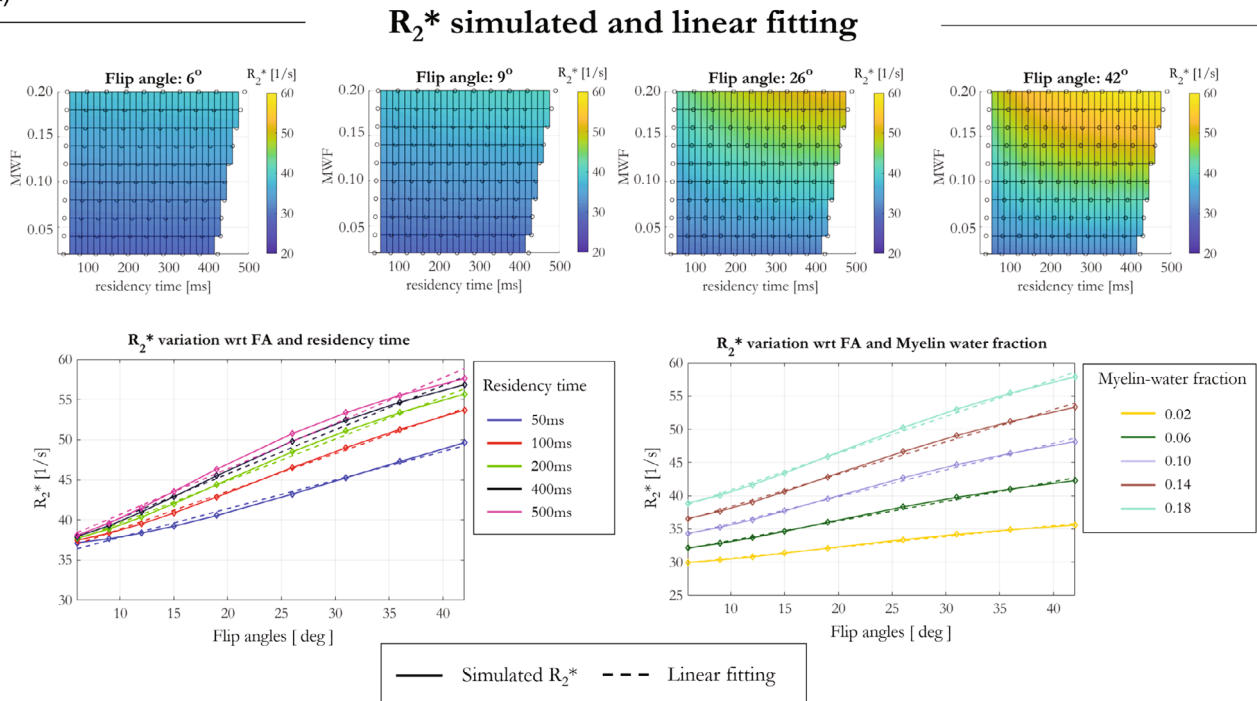 )
R₂* simulated and linear fitting
Flip angle: 6°
R₂* [1/s]
MWF
0.20
0.15
0.10
0.05
100 200 300 400 500
residency time [ms]
60
50
40
30
20
Flip angle: 9°
R₂* [1/s]
MWF
0.20
0.15
0.10
0.05
100 200 300 400 500
residency time [ms]
60
50
40
30
20
Flip angle: 26°
R₂* [1/s]
MWF
0.20
0.15
0.10
0.05
100 200 300 400 500
residency time [ms]
60
50
40
30
20
Flip angle: 42°
R₂* [1/s]
MWF
0.20
0.15
0.10
0.05
100 200 300 400 500
residency time [ms]
60
50
40
30
20
R₂* variation wrt FA and residency time
R₂* [1/s]
60
55
50
45
40
35
30
10 15 20 25 30 35 40
Flip angles [ deg ]
Residency time
50ms
100ms
200ms
400ms
500ms
R₂* variation wrt FA and Myelin water fraction
R₂* [1/s]
60
55
50
45
40
35
30
25
10 15 20 25 30 35 40
Flip angles [ deg ]
Myelin-water fraction
0.02
0.06
0.10
0.14
0.18
Simulated R₂*
Linear fitting